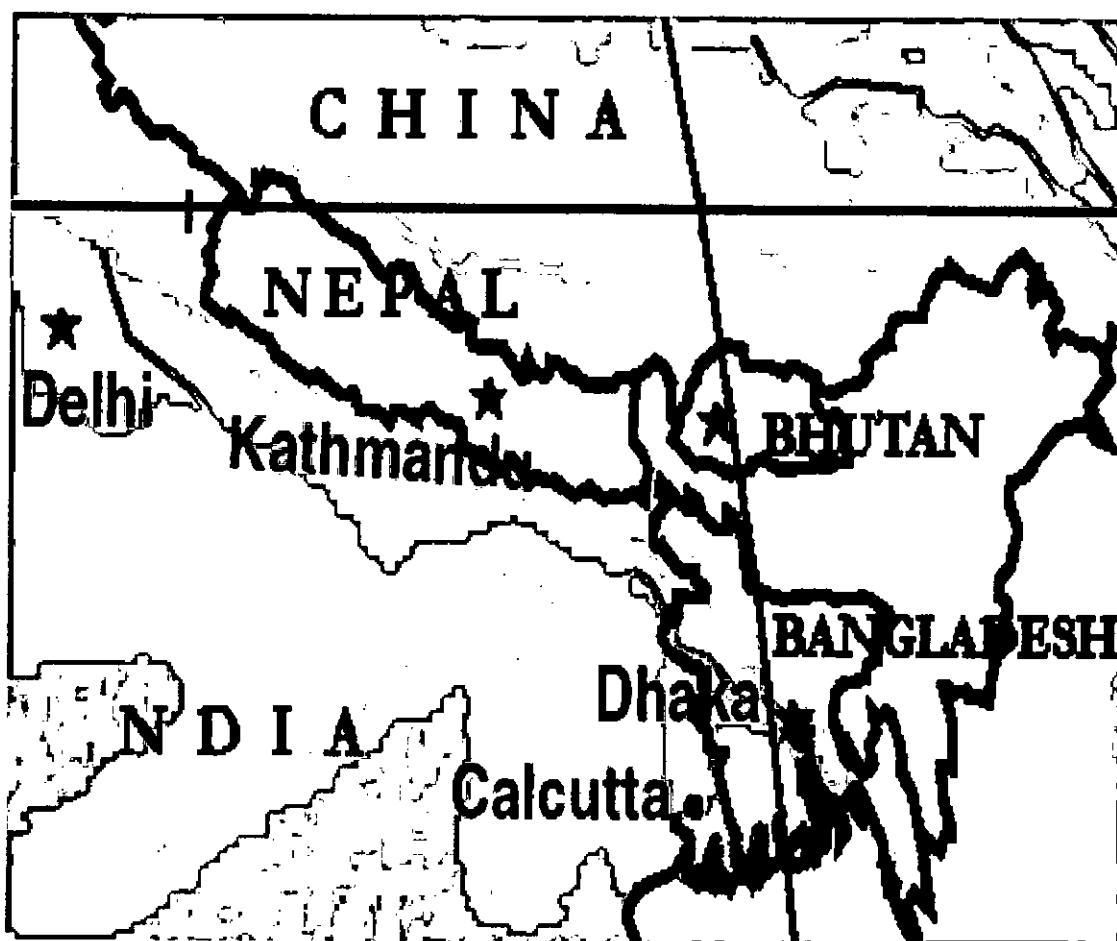 CHINA
NEPAL
Delhi
Kathmandu
BHUTAN
BANGLADESH
Dhaka
NDIA
Calcutta